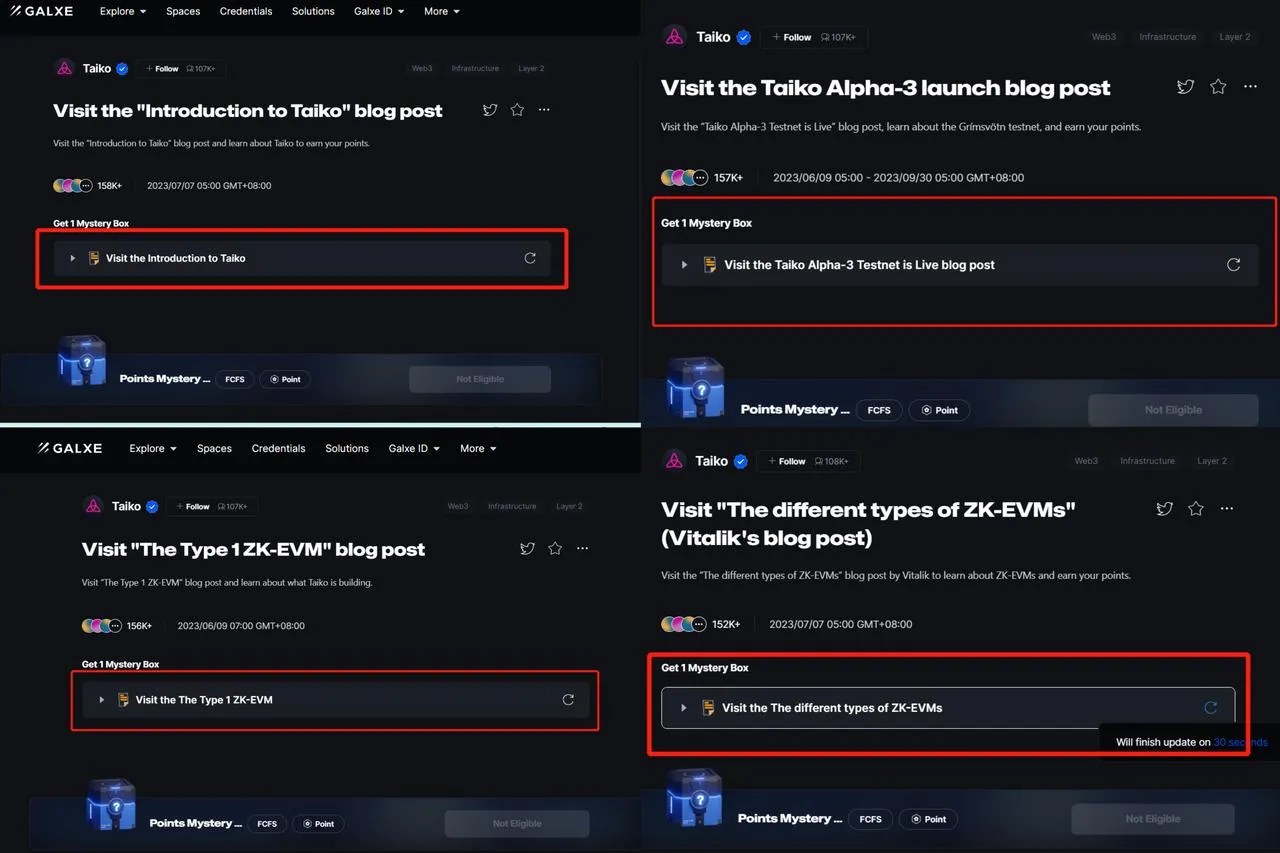 GALXE Explore Spaces Credentials Solutions Galxe ID More
Taiko + Follow 107K+ Web3 Infrastructure Layer 2
Visit the "Introduction to Taiko" blog post
Visit the "Introduction to Taiko" blog post and learn about Taiko to earn your points.
158K+ 2023/07/07 05:00 GMT+08:00
Get 1 Mystery Box
Visit the Introduction to Taiko
Points Mystery ... FCFS Point Not Eligible
Taiko + Follow 107K+ Web3 Infrastructure Layer 2
Visit the Taiko Alpha-3 launch blog post
Visit the "Taiko Alpha-3 Testnet is Live" blog post, learn about the Grímsvötn testnet, and earn your points.
157K+ 2023/06/09 05:00 - 2023/09/30 05:00 GMT+08:00
Get 1 Mystery Box
Visit the Taiko Alpha-3 Testnet is Live blog post
Points Mystery ... FCFS Point Not Eligible
GALXE Explore Spaces Credentials Solutions Galxe ID More
Taiko + Follow 107K+ Web3 Infrastructure Layer 2
Visit "The Type 1 ZK-EVM" blog post
Visit "The Type 1 ZK-EVM" blog post and learn about what Taiko is building.
156K+ 2023/06/09 07:00 GMT+08:00
Get 1 Mystery Box
Visit the The Type 1 ZK-EVM
Points Mystery ... FCFS Point Not Eligible
Taiko + Follow 108K+ Web3 Infrastructure Layer 2
Visit "The different types of ZK-EVMs"
(Vitalik's blog post)
Visit the "The different types of ZK-EVMs" blog post by Vitalik to learn about ZK-EVMs and earn your points.
152K+ 2023/07/07 05:00 GMT+08:00
Get 1 Mystery Box
Visit the The different types of ZK-EVMs
Will finish update on 30 seconds
Points Mystery ... FCFS Point Not Eligible